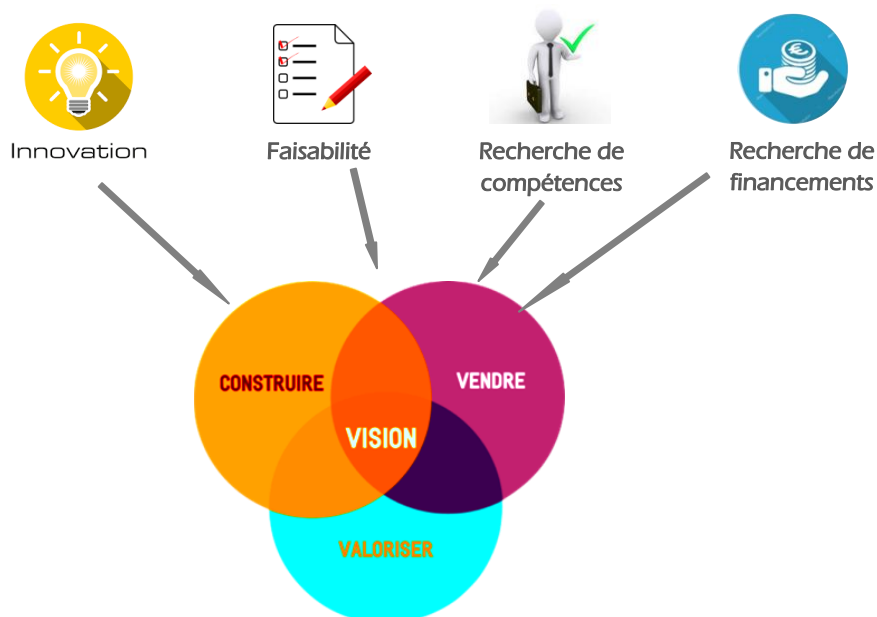 Innovation
Faisabilité
Recherche de
compétences
Recherche de
financements
CONSTRUIRE
VENDRE
VISION
VALORISER